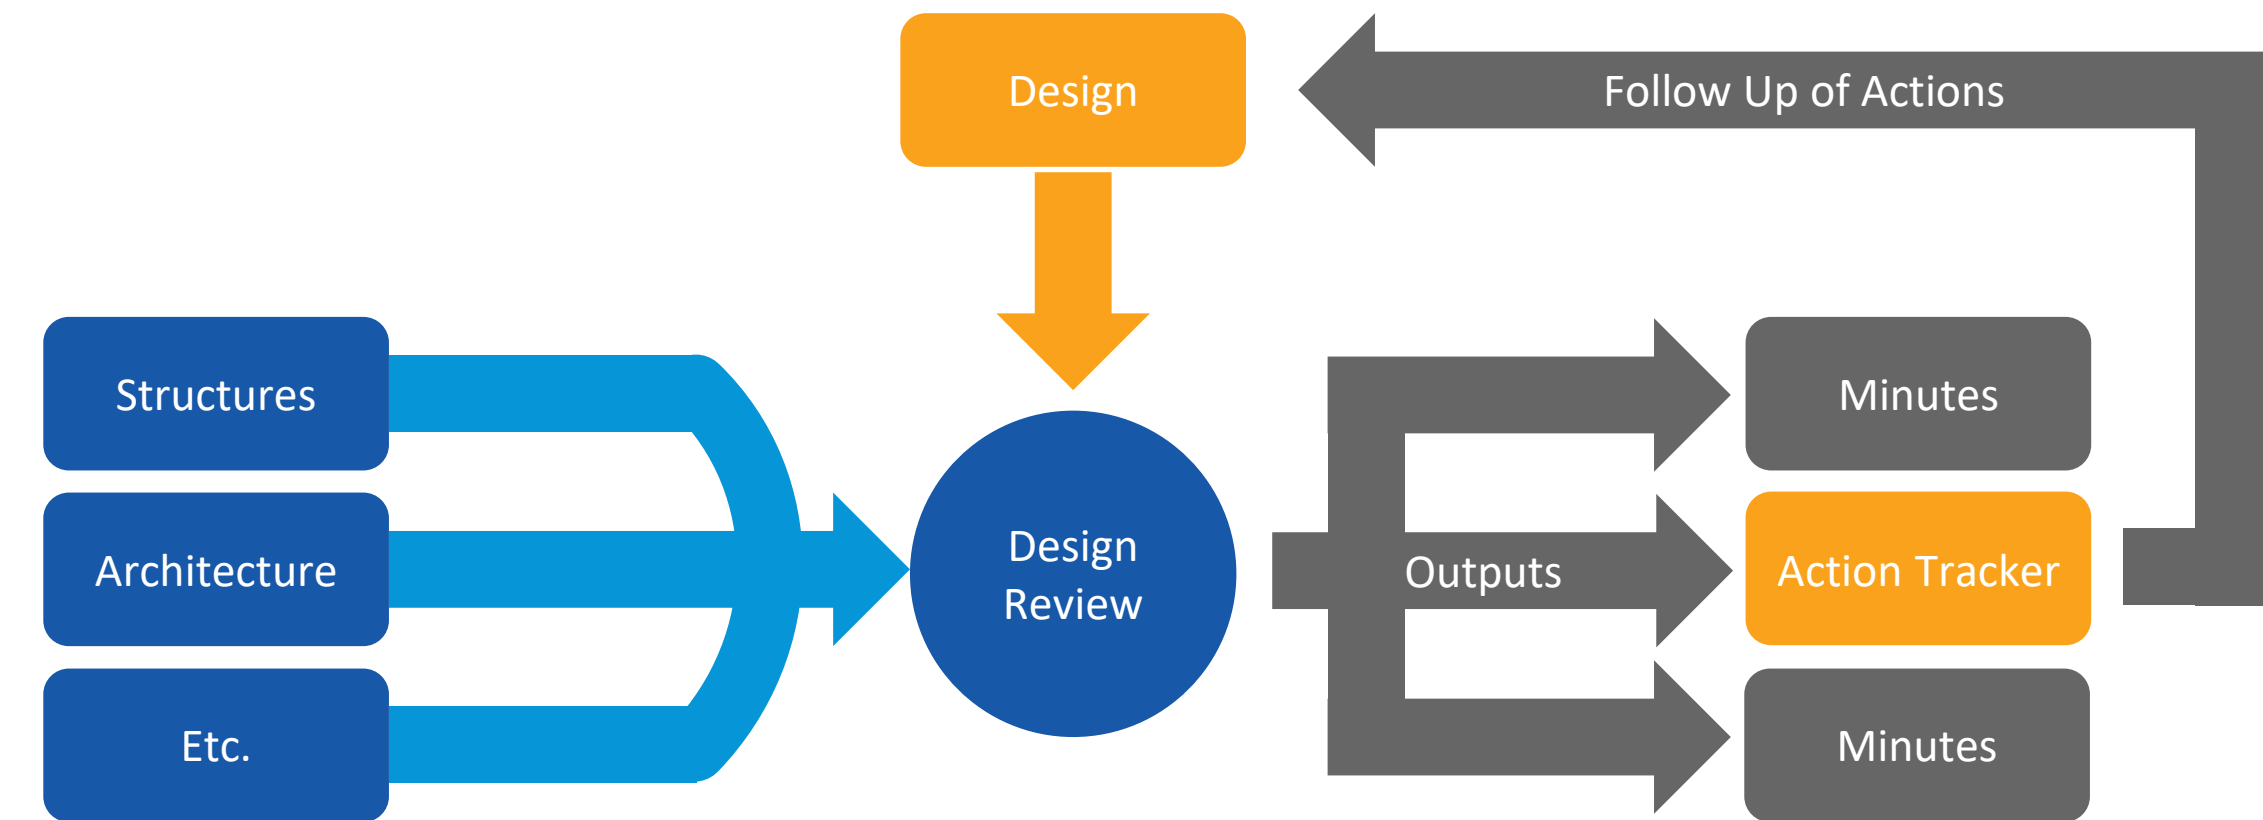 Design
Follow Up of Actions
Structures
Minutes
Architecture
Design
Review
Outputs
Action Tracker
Etc.
Minutes